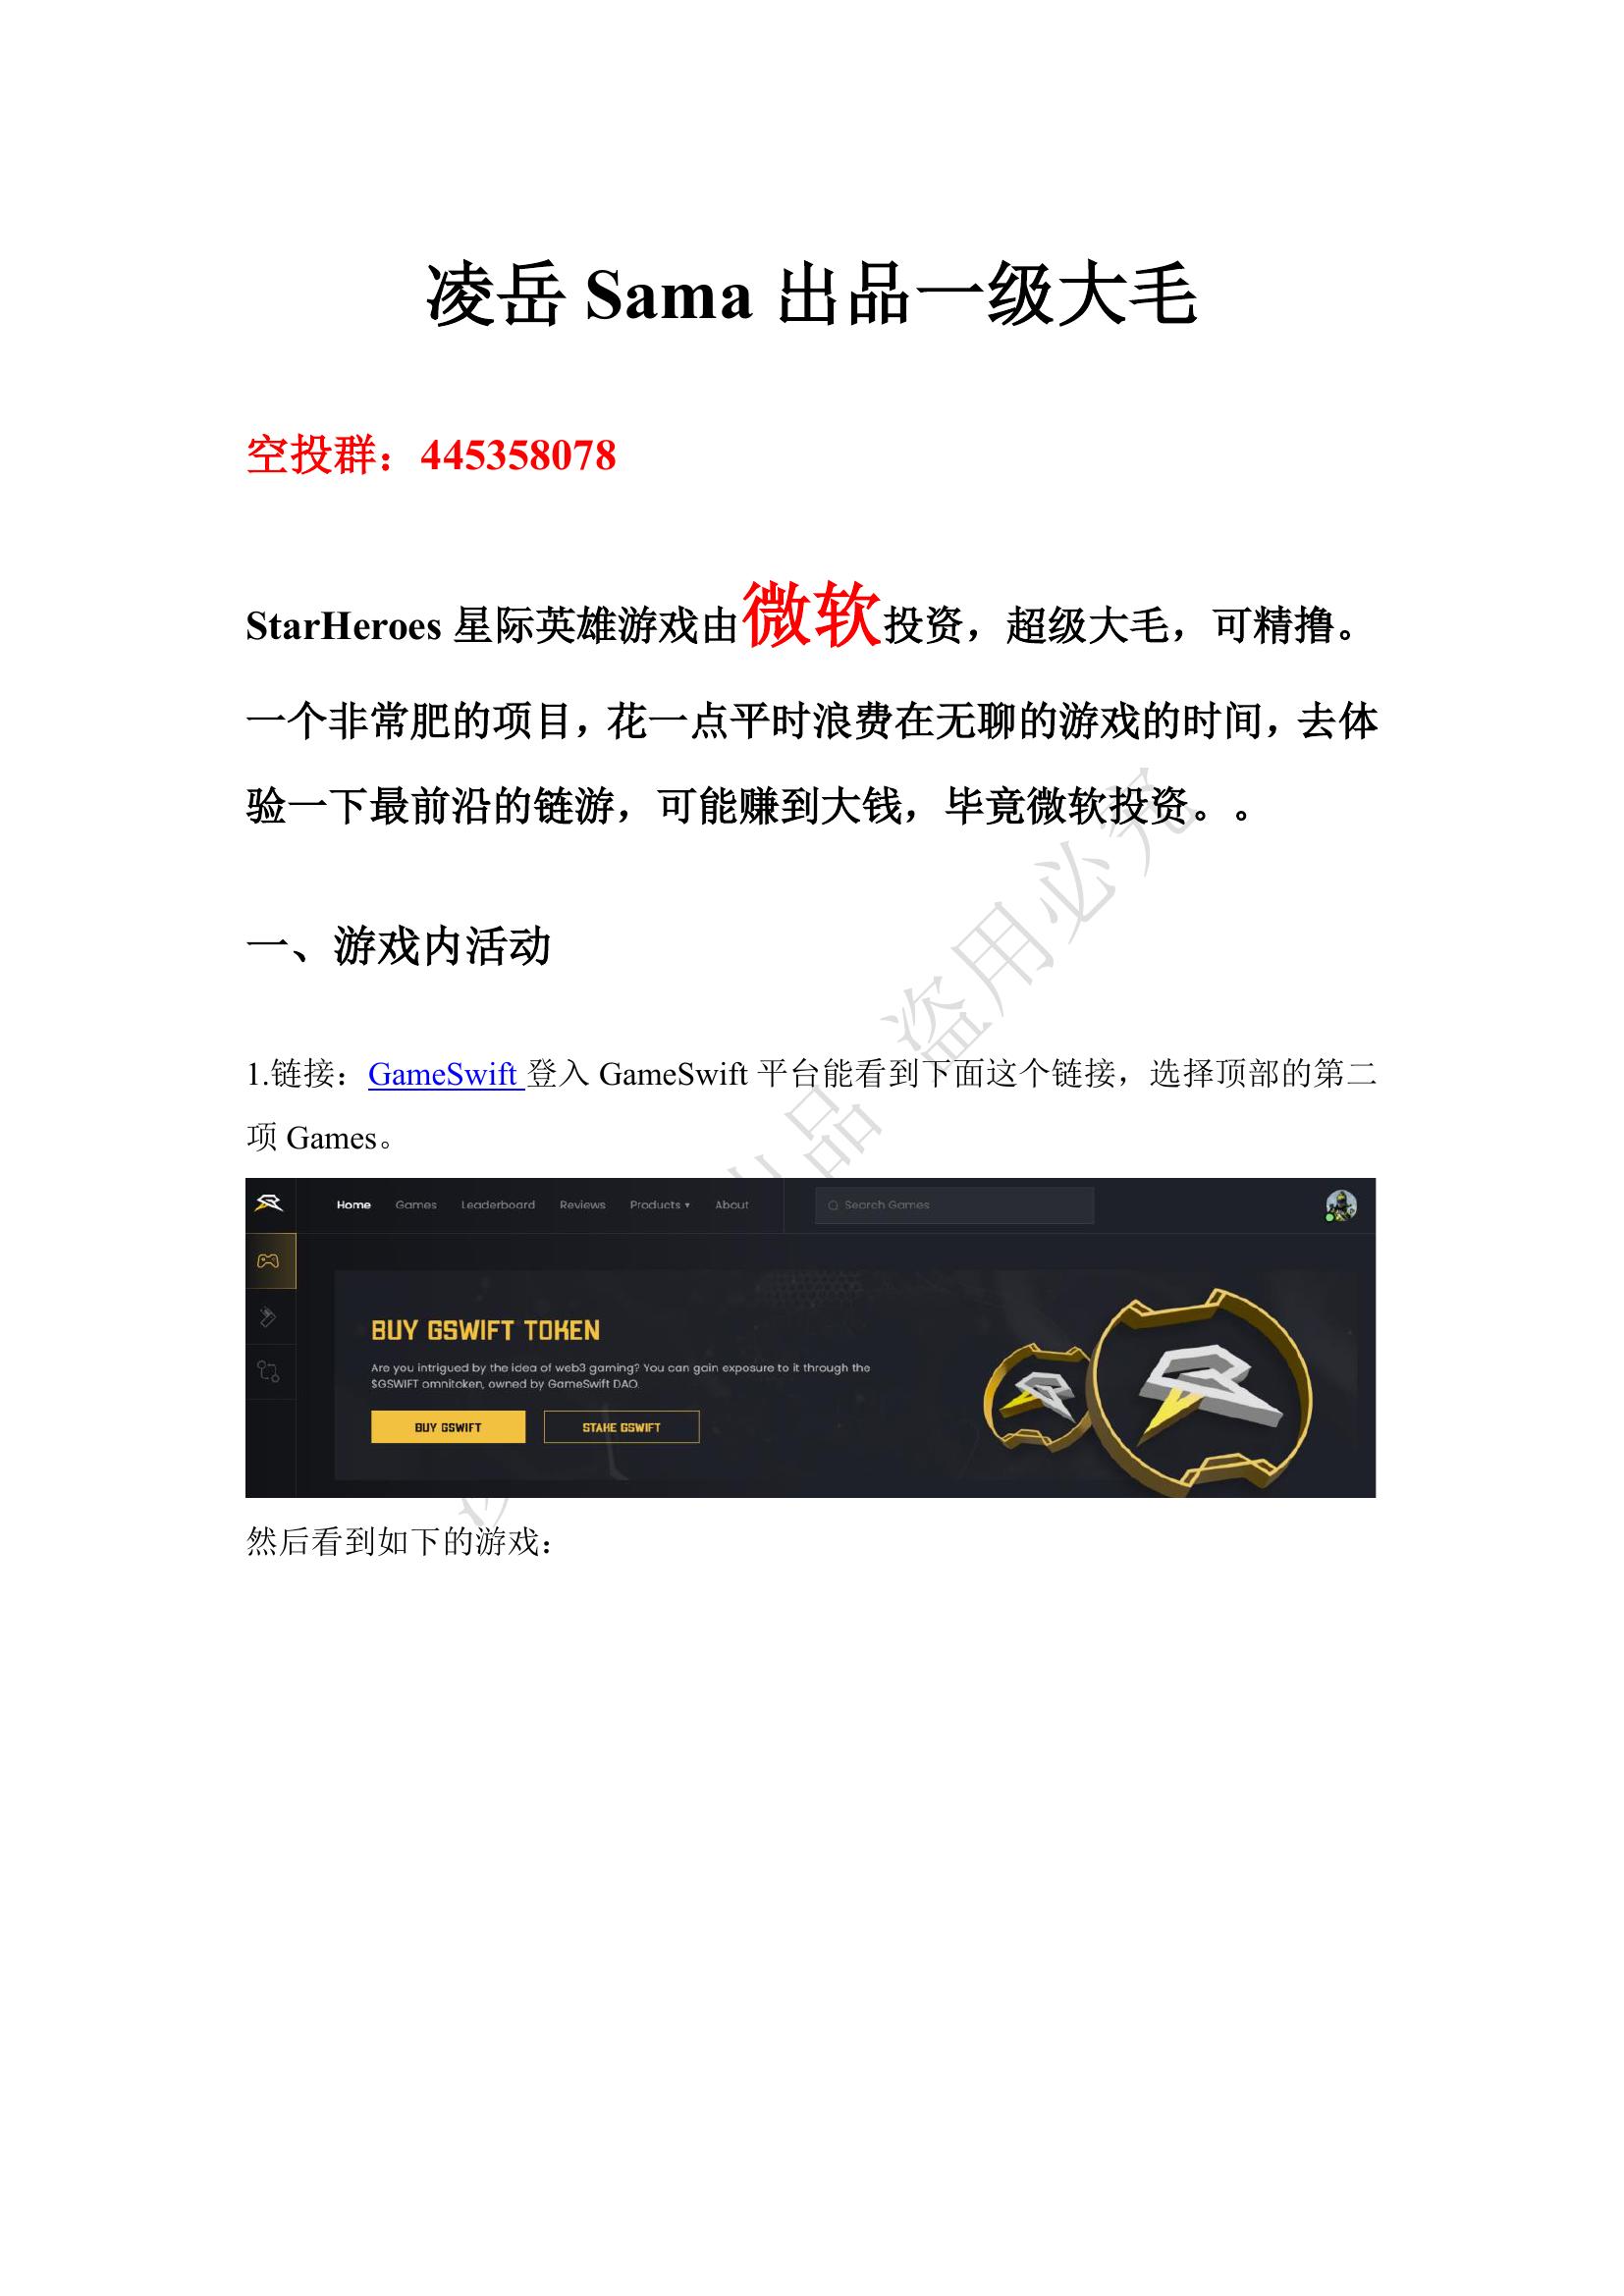 凌岳 Sama 出品一级大毛
空投群：445358078
StarHeroes 星际英雄游戏由微软投资，超级大毛，可精撸。
一个非常肥的项目，花一点平时浪费在无聊的游戏的时间，去体
验一下最前沿的链游，可能赚到大钱，毕竟微软投资。。
一、游戏内活动
1.链接：GameSwift 登入 GameSwift 平台能看到下面这个链接，选择顶部的第二
项 Games。
Home Games Leaderboard Reviews Products ▾ About Search Games
BUY GSWIFT TOKEN
Are you intrigued by the idea of web3 gaming? You can gain exposure to it through the
$GSWIFT omnitoken, owned by GameSwift DAO.
BUY GSWIFT STAKE GSWIFT
然后看到如下的游戏：
出品 盗用必究